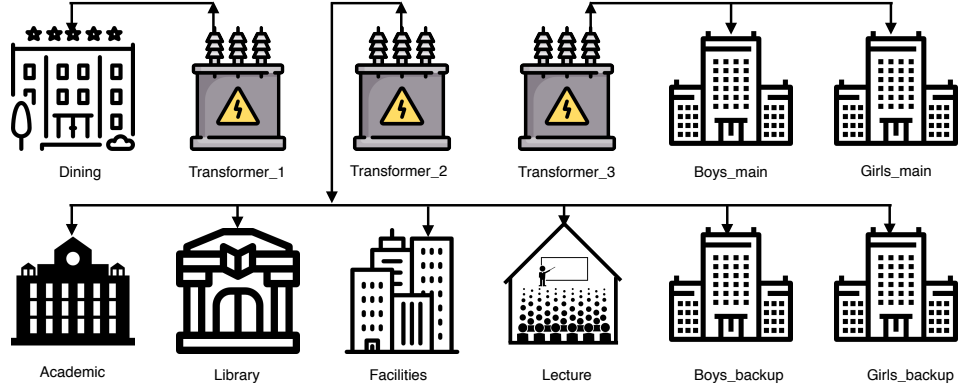 Dining
Transformer_1
Transformer_2
Transformer_3
Boys_main
Girls_main
Academic
Library
Facilities
Lecture
Boys_backup
Girls_backup